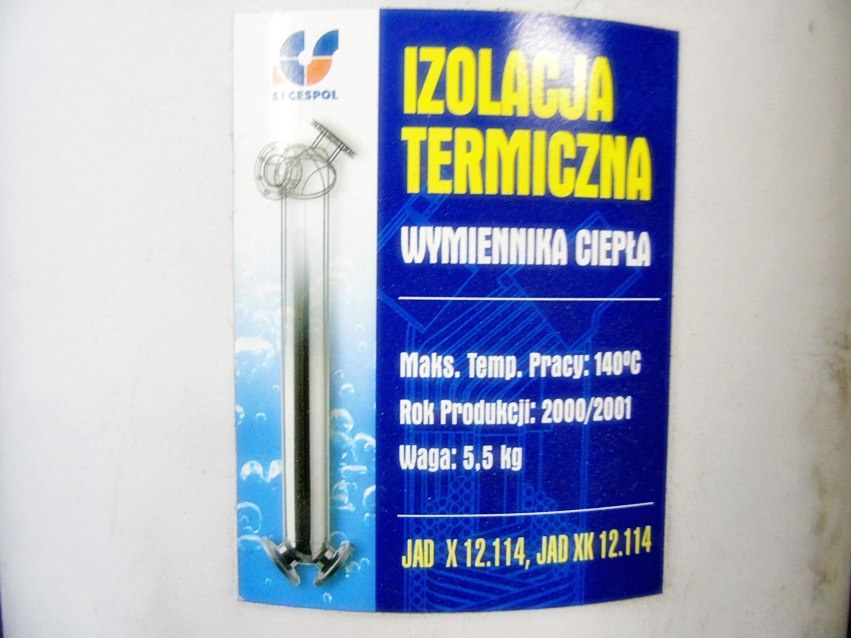 SECESPOL
IZOLACJA
TERMICZNA
WYMIENNIKA CIEPŁA
Maks. Temp. Pracy: 140ºC
Rok Produkcji: 2000/2001
Waga: 5,5 kg
JAD X 12.114, JAD XK 12.114